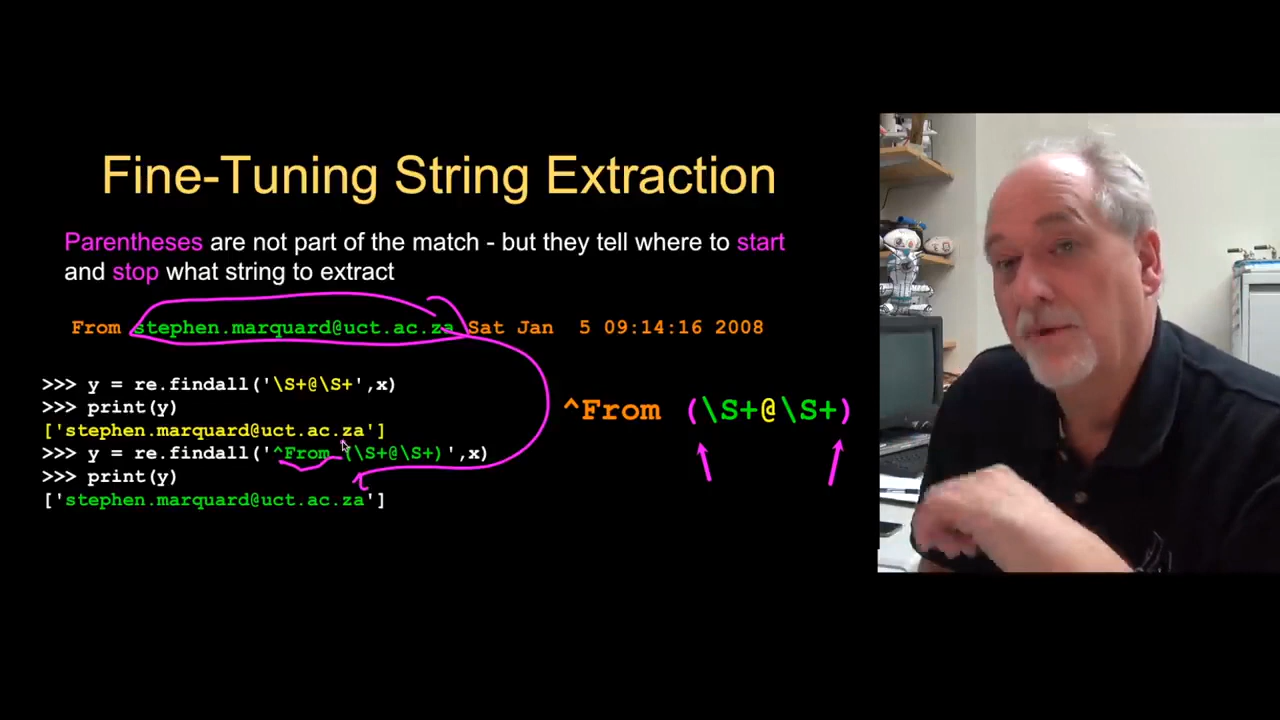 Fine-Tuning String Extraction
Parentheses are not part of the match - but they tell where to start
and stop what string to extract
From stephen.marquard@uct.ac.za Sat Jan  5 09:14:16 2008
>>> y = re.findall('\S+@\S+',x)
>>> print(y)
['stephen.marquard@uct.ac.za']
>>> y = re.findall('^From (\S+@\S+)',x)
>>> print(y)
['stephen.marquard@uct.ac.za']
^From (\S+@\S+)